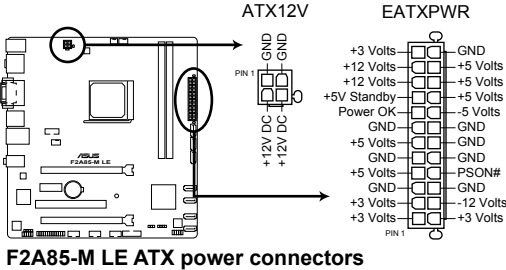 ATX12V
EATXPWR
GND
GND
PIN 1
+12V DC
+12V DC
+3 Volts GND
+12 Volts +5 Volts
+12 Volts +5 Volts
+5V Standby +5 Volts
Power OK -5 Volts
GND GND
+5 Volts GND
GND GND
+5 Volts PSON#
GND GND
+3 Volts -12 Volts
+3 Volts +3 Volts
PIN 1
/SUS
F2A85-M LE
F2A85-M LE ATX power connectors